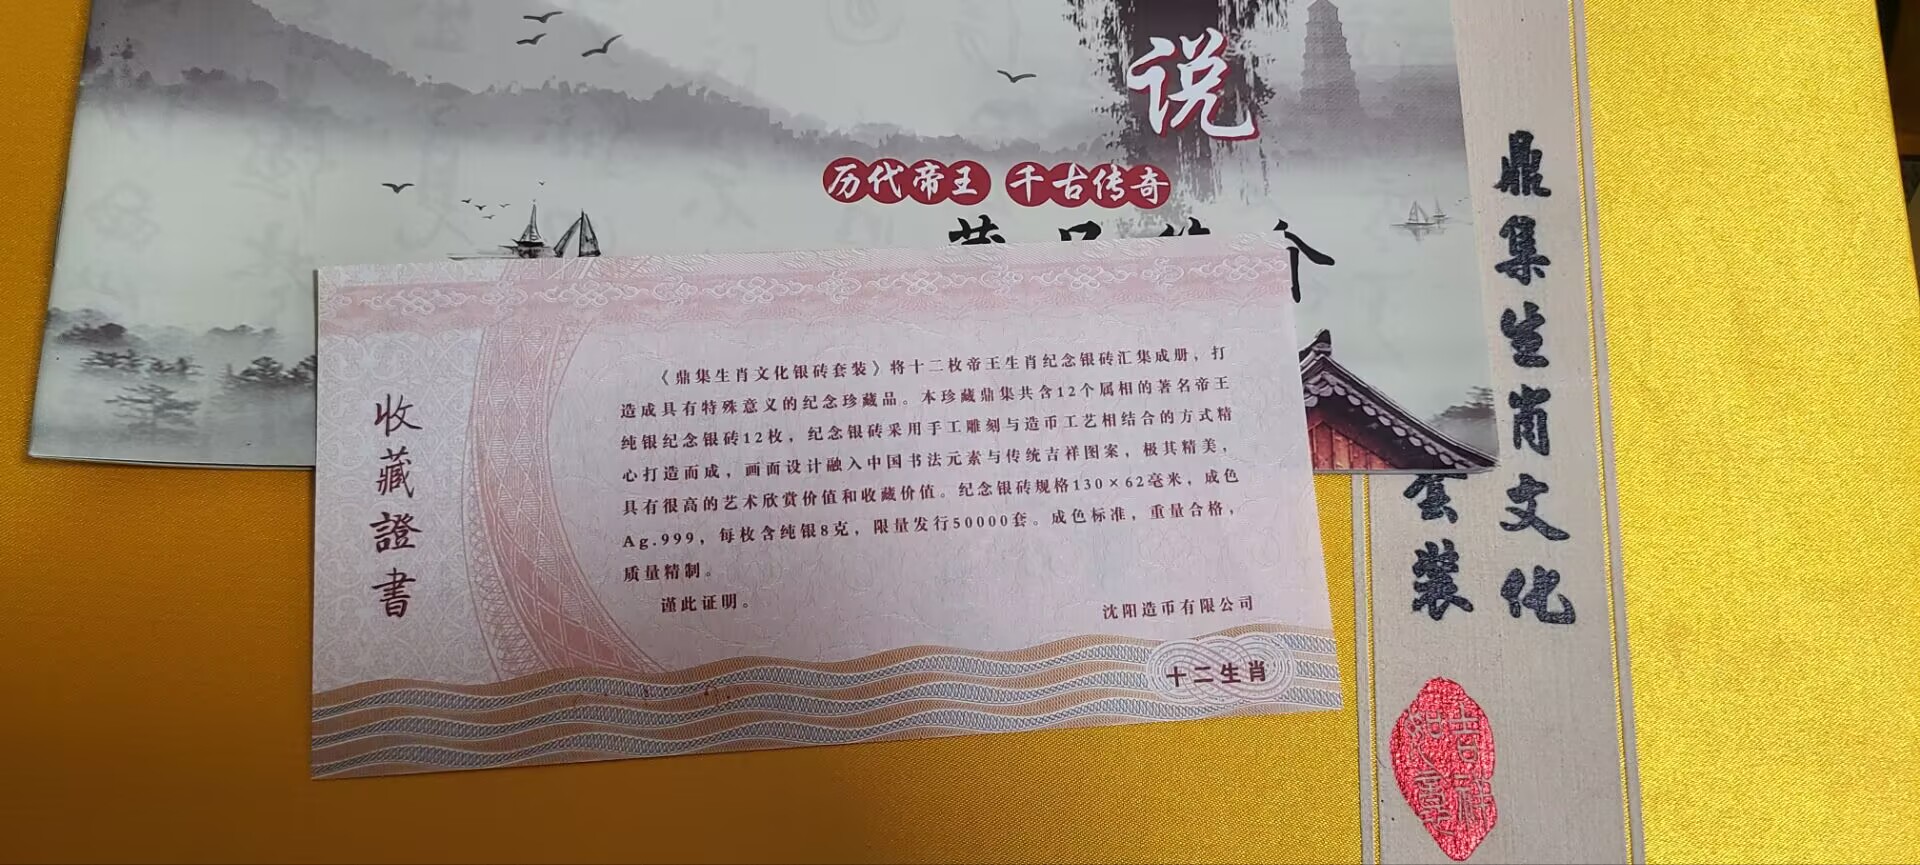 说
历代帝王 千古传奇
介
鼎集生肖文化
套装
收藏證書
《鼎集生肖文化银砖套装》将十二枚帝王生肖纪念银砖汇集成册，打
造成具有特殊意义的纪念珍藏品。本珍藏鼎集共含12个属相的著名帝王
纯银纪念银砖12枚，纪念银砖采用手工雕刻与造币工艺相结合的方式精
心打造而成，画面设计融入中国书法元素与传统吉祥图案，极其精美，
具有很高的艺术欣赏价值和收藏价值。纪念银砖规格130×62毫米，成色
Ag.999，每枚含纯银8克，限量发行50000套。成色标准，重量合格，
质量精制。
谨此证明。
沈阳造币有限公司
十二生肖